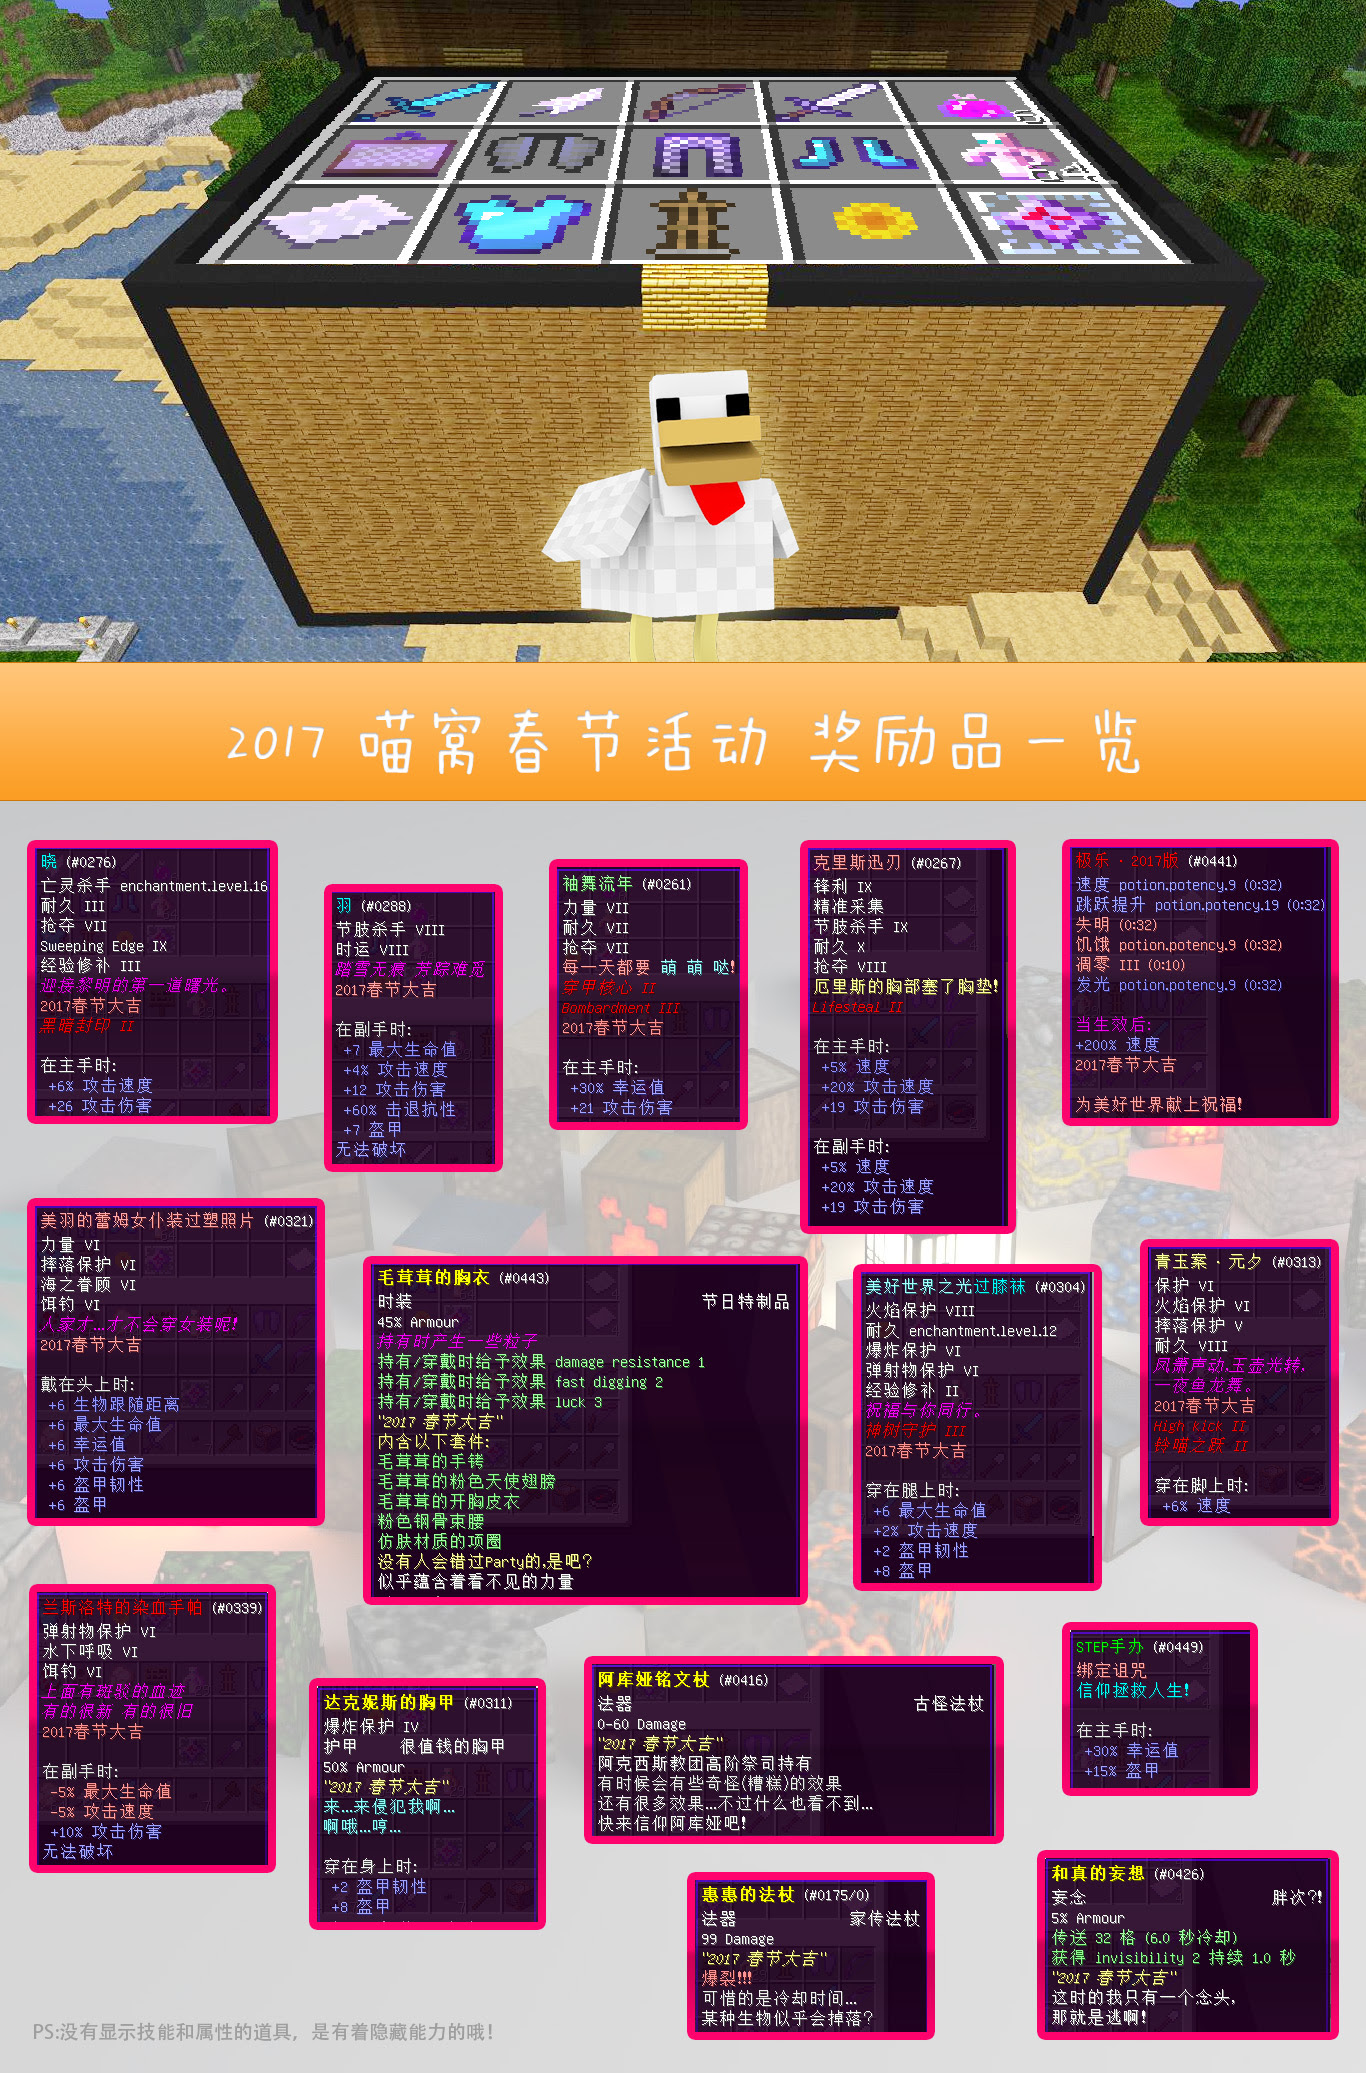 2017 喵窝春节活动 奖励品一览
晓 (#0276)
亡灵杀手 enchantment.level.16
耐久 III
抢夺 VII
Sweeping Edge IX
经验修补 III
迎接黎明的第一道曙光。
2017春节大吉
黑暗封印 II
在主手时:
+6% 攻击速度
+26 攻击伤害
羽 (#0288)
节肢杀手 VIII
时运 VIII
踏雪无痕 芳踪难觅
2017春节大吉
在副手时:
+7 最大生命值
+4% 攻击速度
+12 攻击伤害
+60% 击退抗性
+7 盔甲
无法破坏
袖舞流年 (#0261)
力量 VII
耐久 VII
抢夺 VII
每一天都要 萌 萌 哒!
穿甲核心 II
Bombardment III
2017春节大吉
在主手时:
+30% 幸运值
+21 攻击伤害
克里斯迅刃 (#0267)
锋利 IX
精准采集
节肢杀手 IX
耐久 X
抢夺 VIII
厄里斯的胸部塞了胸垫!
Lifesteal II
在主手时:
+5% 速度
+20% 攻击速度
+19 攻击伤害
在副手时:
+5% 速度
+20% 攻击速度
+19 攻击伤害
极乐 · 2017版 (#0441)
速度 potion.potency.9 (0:32)
跳跃提升 potion.potency.19 (0:32)
失明 (0:32)
饥饿 potion.potency.9 (0:32)
凋零 III (0:10)
发光 potion.potency.9 (0:32)
当生效后:
+200% 速度
2017春节大吉
为美好世界献上祝福!
美羽的蕾姆女仆装过塑照片 (#0321)
力量 VI
摔落保护 VI
海之眷顾 VI
饵钓 VI
人家才...才不会穿女装呢!
2017春节大吉
戴在头上时:
+6 生物跟随距离
+6 最大生命值
+6 幸运值
+6 攻击伤害
+6 盔甲韧性
+6 盔甲
毛茸茸的胸衣 (#0443)
时装 节日特制品
45% Armour
持有时产生一些粒子
持有/穿戴时给予效果 damage resistance 1
持有/穿戴时给予效果 fast digging 2
持有/穿戴时给予效果 luck 3
"2017 春节大吉"
内含以下套件:
毛茸茸的手铐
毛茸茸的粉色天使翅膀
毛茸茸的开胸皮衣
粉色钢骨束腰
仿肤材质的项圈
没有人会错过Party的,是吧?
似乎蕴含着看不见的力量
美好世界之光过膝袜 (#0304)
火焰保护 VIII
耐久 enchantment.level.12
爆炸保护 VI
弹射物保护 VI
经验修补 II
祝福与你同行。
神树守护 III
2017春节大吉
穿在腿上时:
+6 最大生命值
+2% 攻击速度
+2 盔甲韧性
+8 盔甲
青玉案 · 元夕 (#0313)
保护 VI
火焰保护 VI
摔落保护 V
耐久 VIII
凤萧声动,玉壶光转,
一夜鱼龙舞。
2017春节大吉
High Kick II
铃喵之跃 II
穿在脚上时:
+6% 速度
兰斯洛特的染血手帕 (#0339)
弹射物保护 VI
水下呼吸 VI
饵钓 VI
上面有斑驳的血迹
有的很新 有的很旧
2017春节大吉
在副手时:
-5% 最大生命值
-5% 攻击速度
+10% 攻击伤害
无法破坏
达克妮斯的胸甲 (#0311)
爆炸保护 IV
护甲 很值钱的胸甲
50% Armour
"2017 春节大吉"
来...来侵犯我啊...
啊哦...哼...
穿在身上时:
+2 盔甲韧性
+8 盔甲
阿库娅铭文杖 (#0416)
法器 古怪法杖
0-60 Damage
"2017 春节大吉"
阿克西斯教团高阶祭司持有
有时候会有些奇怪(糟糕)的效果
还有很多效果...不过什么也看不到...
快来信仰阿库娅吧!
STEP手办 (#0449)
绑定诅咒
信仰拯救人生!
在主手时:
+30% 幸运值
+15% 盔甲
惠惠的法杖 (#0175/0)
法器 家传法杖
99 Damage
"2017 春节大吉"
爆裂!!!
可惜的是冷却时间...
某种生物似乎会掉落?
和真的妄想 (#0426)
妄念 胖次?!
5% Armour
传送 32 格 (6.0 秒冷却)
获得 invisibility 2 持续 1.0 秒
"2017 春节大吉"
这时的我只有一个念头,
那就是逃啊!
PS:没有显示技能和属性的道具，是有着隐藏能力的哦！